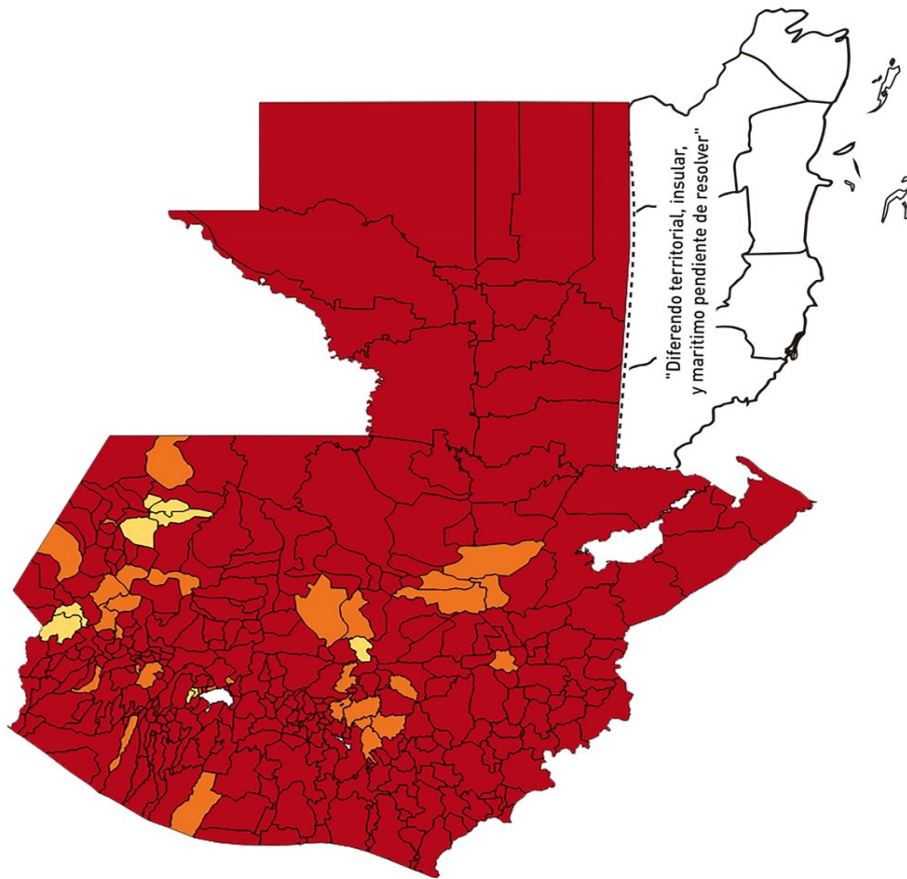 "Diferendo territorial, insular,
y marítimo pendiente de resolver"